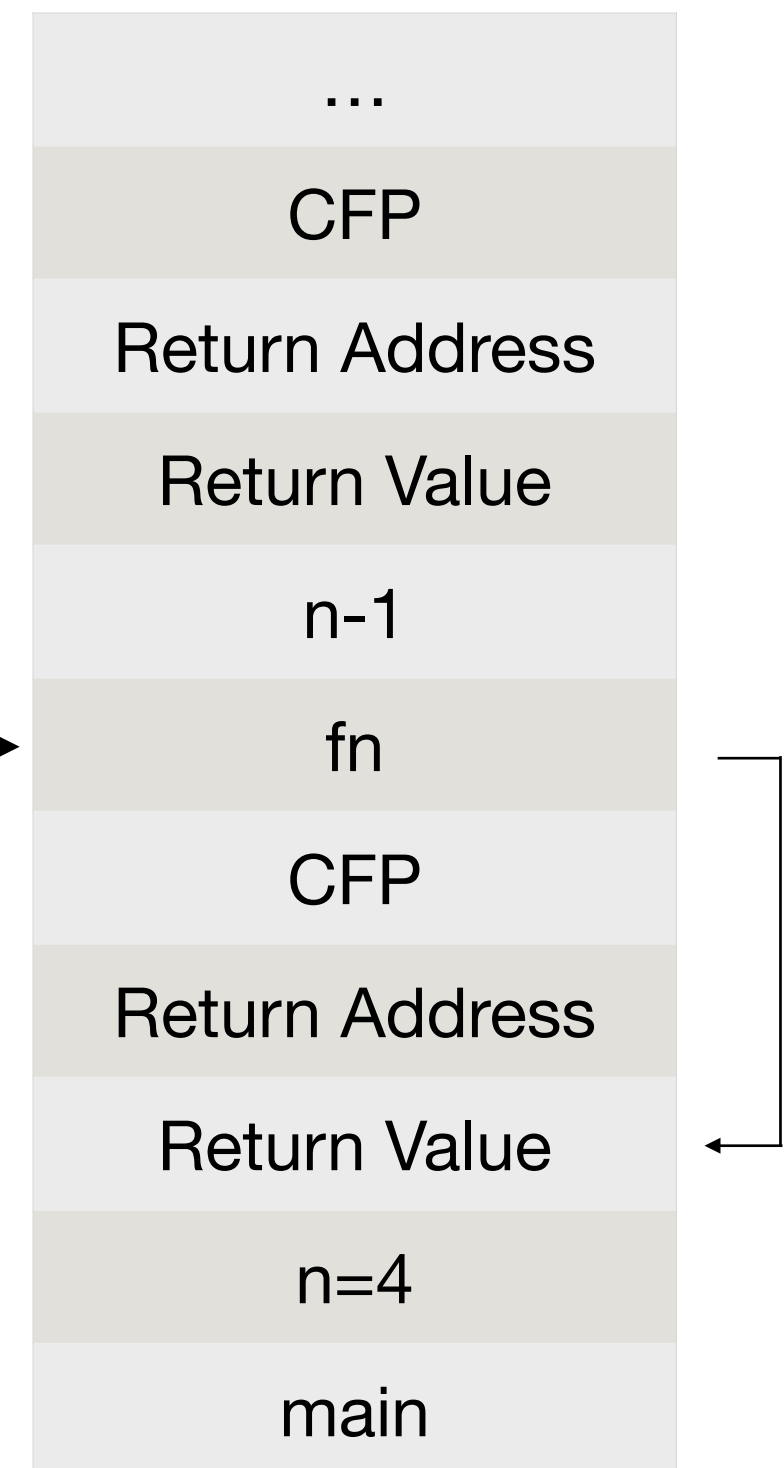 ...
CFP
Return Address
Return Value
n-1
fn
CFP
Return Address
Return Value
n=4
main